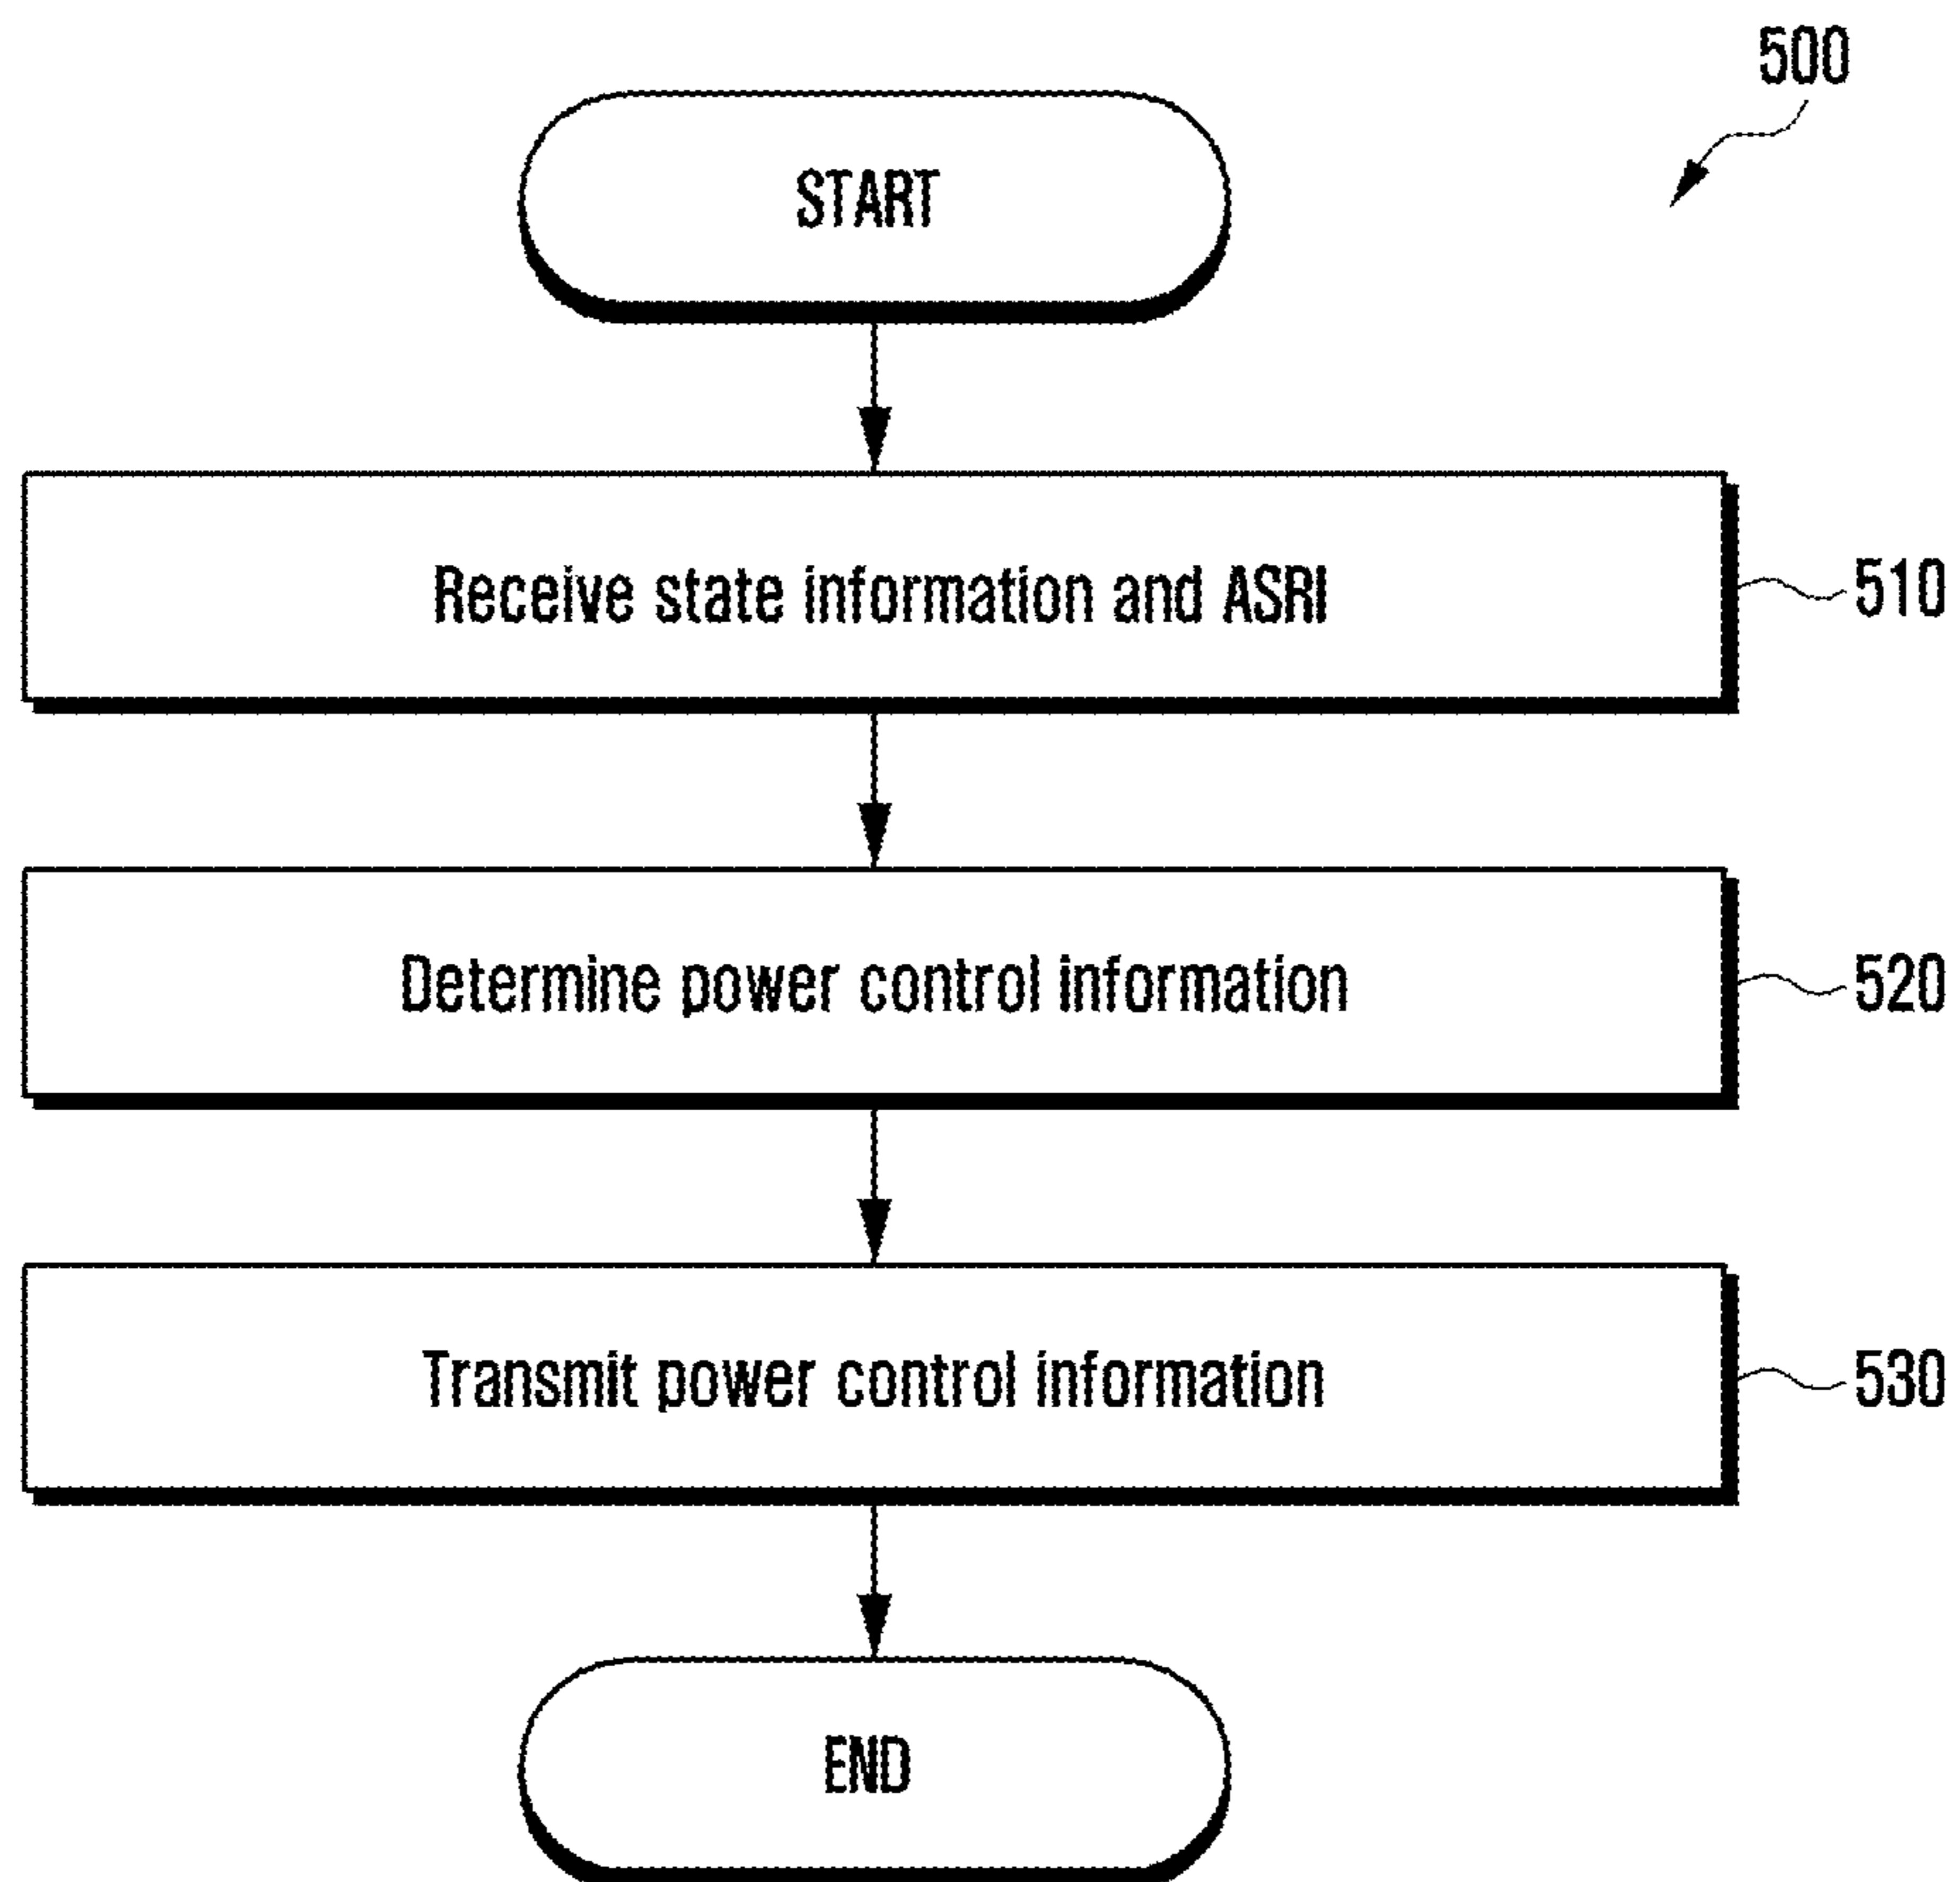 500
START
Receive state information and ASRI
510
Determine power control information
520
Transmit power control information
530
END